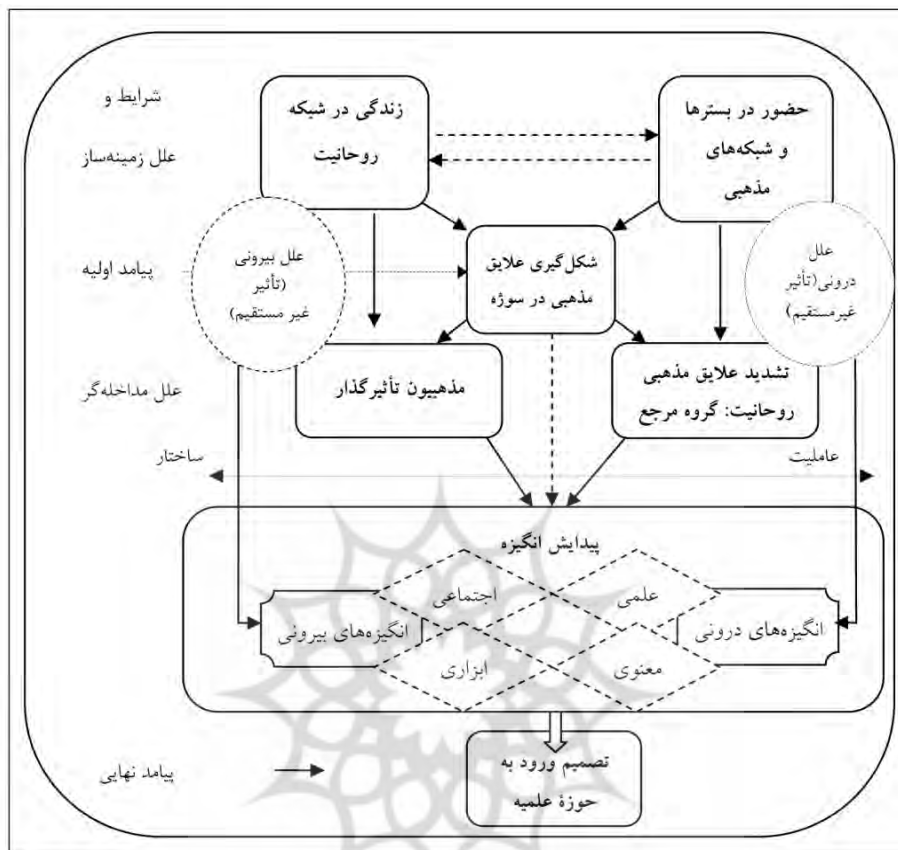 شرایط و
علل زمینه‌ساز
حضور در بسترها
و شبکه‌های
مذهبی
زندگی در شبکه
روحانیت
علل
درونی(تأثیر
غیرمستقیم)
شکل‌گیری علایق
مذهبی در سوژه
علل بیرونی
(تأثیر
غیر مستقیم)
پیامد اولیه
تشدید علایق مذهبی
روحانیت: گروه مرجع
مذهبیون تأثیرگذار
علل مداخله‌گر
عاملیت
ساختار
پیدایش انگیزه
علمی
اجتماعی
انگیزه‌های درونی
انگیزه‌های بیرونی
معنوی
ابزاری
تصمیم ورود به
حوزۀ علمیه
پیامد نهایی